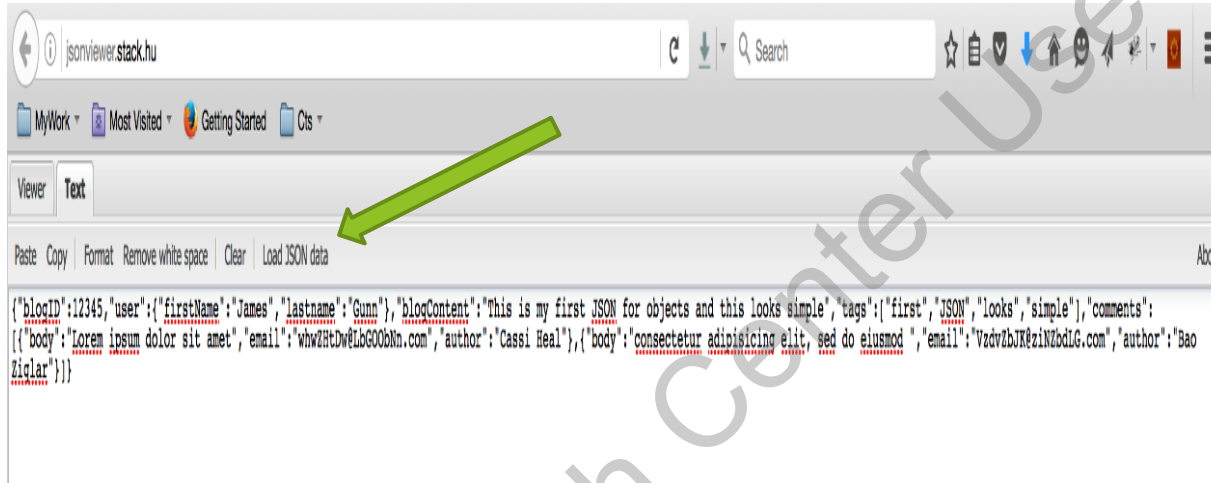 jsonviewer.stack.hu
Search
MyWork Most Visited Getting Started Cts
Viewer Text
Paste Copy Format Remove white space Clear Load JSON data Abo
{"blogID":12345,"user":{"firstName":"James","lastname":"Gunn"},"blogContent":"This is my first JSON for objects and this looks simple","tags":["first","JSON","looks","simple"],"comments":
[{"body":"Lorem ipsum dolor sit amet","email":"whwZHtDw@LbGOObNn.com","author":"Cassi Heal"},{"body":"consectetur adipisicing elit, sed do eiusmod ","email":"VzdvZbJK@ziNZbdLG.com","author":"Bao
Ziglar"}]}
h Center Use